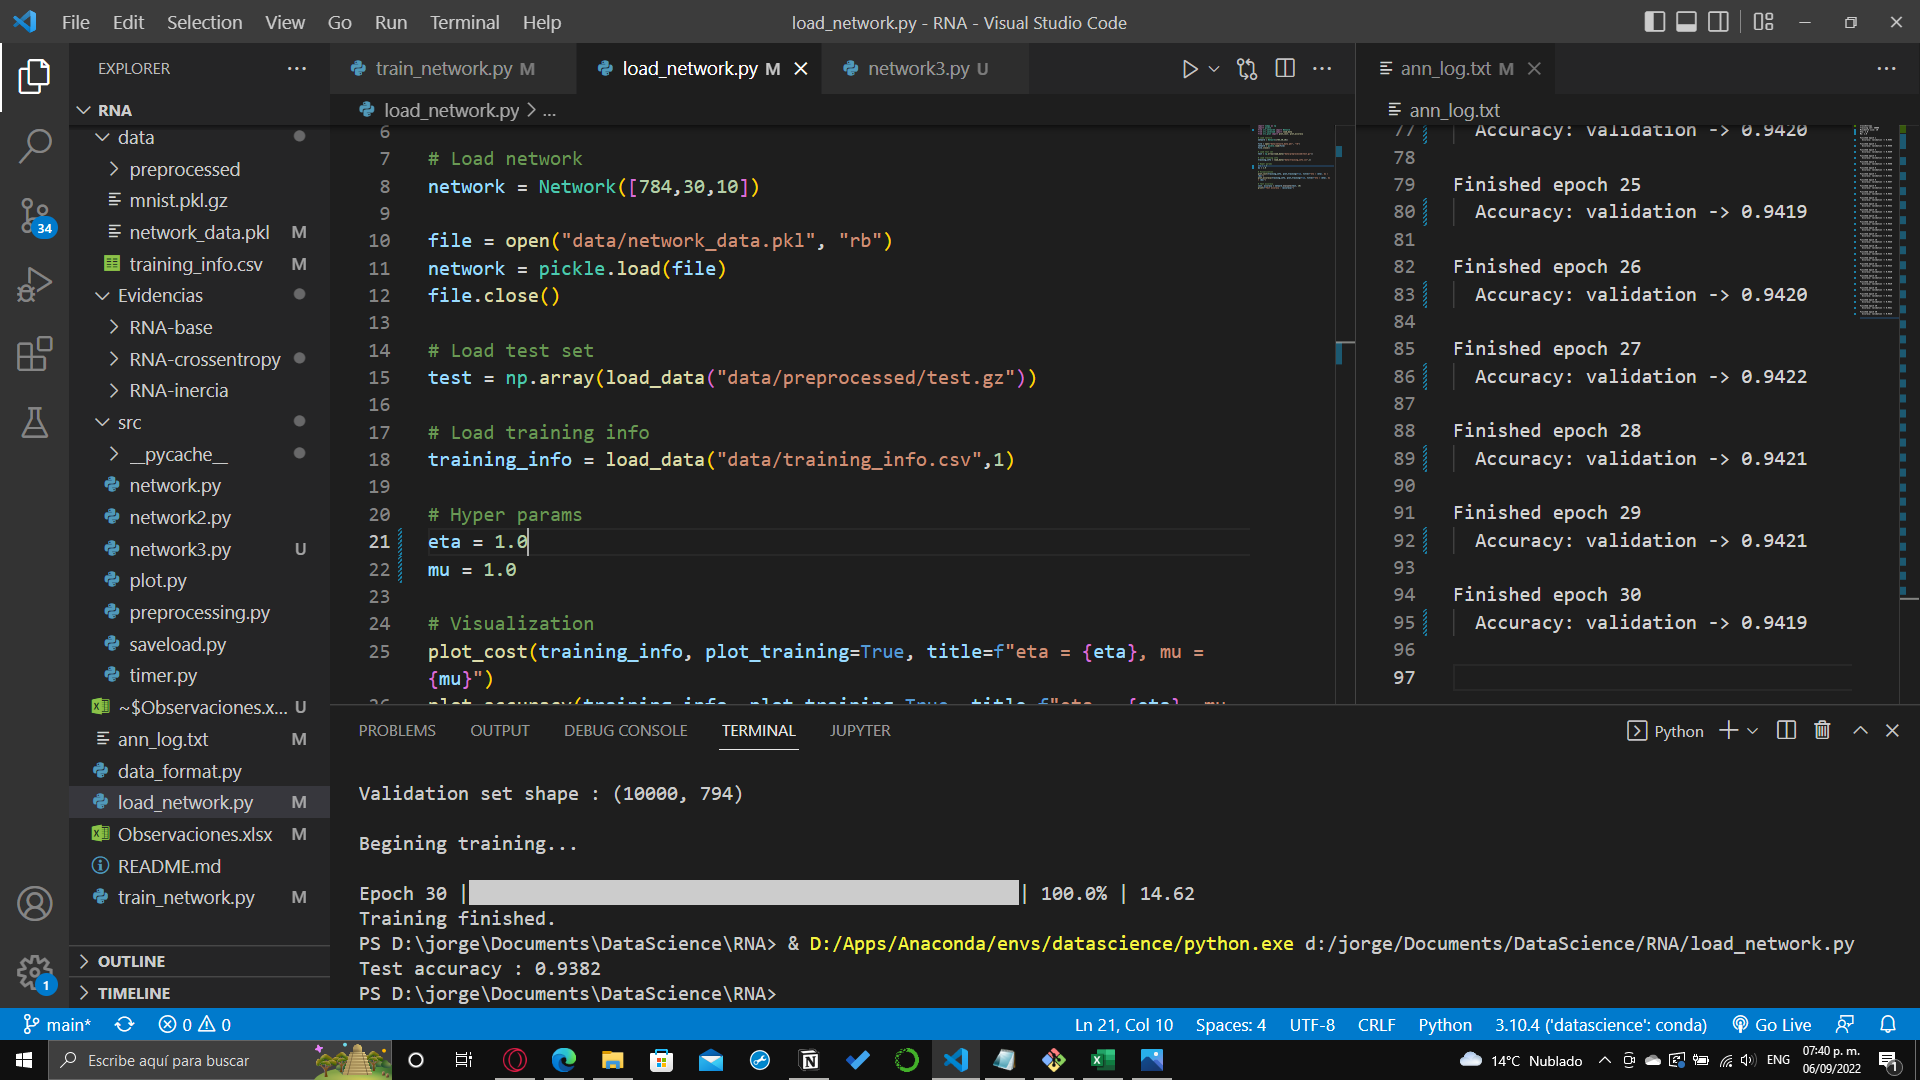 File Edit Selection View Go Run Terminal Help
load_network.py - RNA - Visual Studio Code
EXPLORER
RNA
data
preprocessed
mnist.pkl.gz
network_data.pkl M
training_info.csv M
Evidencias
RNA-base
RNA-crossentropy
RNA-inercia
src
__pycache__
network.py
network2.py
network3.py U
plot.py
preprocessing.py
saveload.py
timer.py
~$Observaciones.x... U
ann_log.txt M
data_format.py
load_network.py M
Observaciones.xlsx M
README.md
train_network.py M
OUTLINE
TIMELINE
34
1
train_network.py M
load_network.py M
network3.py U
load_network.py > ...
6
7 # Load network
8 network = Network([784,30,10])
9
10 file = open("data/network_data.pkl", "rb")
11 network = pickle.load(file)
12 file.close()
13
14 # Load test set
15 test = np.array(load_data("data/preprocessed/test.gz"))
16
17 # Load training info
18 training_info = load_data("data/training_info.csv",1)
19
20 # Hyper params
21 eta = 1.0
22 mu = 1.0
23
24 # Visualization
25 plot_cost(training_info, plot_training=True, title=f"eta = {eta}, mu =
{mu}")
26 plot_accuracy(training_info, plot_training=True, title=f"eta = {eta}, mu
ann_log.txt M
ann_log.txt
77 Accuracy: validation -> 0.9420
78
79 Finished epoch 25
80 Accuracy: validation -> 0.9419
81
82 Finished epoch 26
83 Accuracy: validation -> 0.9420
84
85 Finished epoch 27
86 Accuracy: validation -> 0.9422
87
88 Finished epoch 28
89 Accuracy: validation -> 0.9421
90
91 Finished epoch 29
92 Accuracy: validation -> 0.9421
93
94 Finished epoch 30
95 Accuracy: validation -> 0.9419
96
97
PROBLEMS OUTPUT DEBUG CONSOLE TERMINAL JUPYTER
Python
Validation set shape : (10000, 794)
Begining training...
Epoch 30 | | 100.0% | 14.62
Training finished.
PS D:\jorge\Documents\DataScience\RNA> & D:/Apps/Anaconda/envs/datascience/python.exe d:/jorge/Documents/DataScience/RNA/load_network.py
Test accuracy : 0.9382
PS D:\jorge\Documents\DataScience\RNA>
main* 0 0
Ln 21, Col 10 Spaces: 4 UTF-8 CRLF Python 3.10.4 ('datascience': conda) Go Live
Escribe aquí para buscar
14°C Nublado
ENG
07:40 p. m.
06/09/2022
1